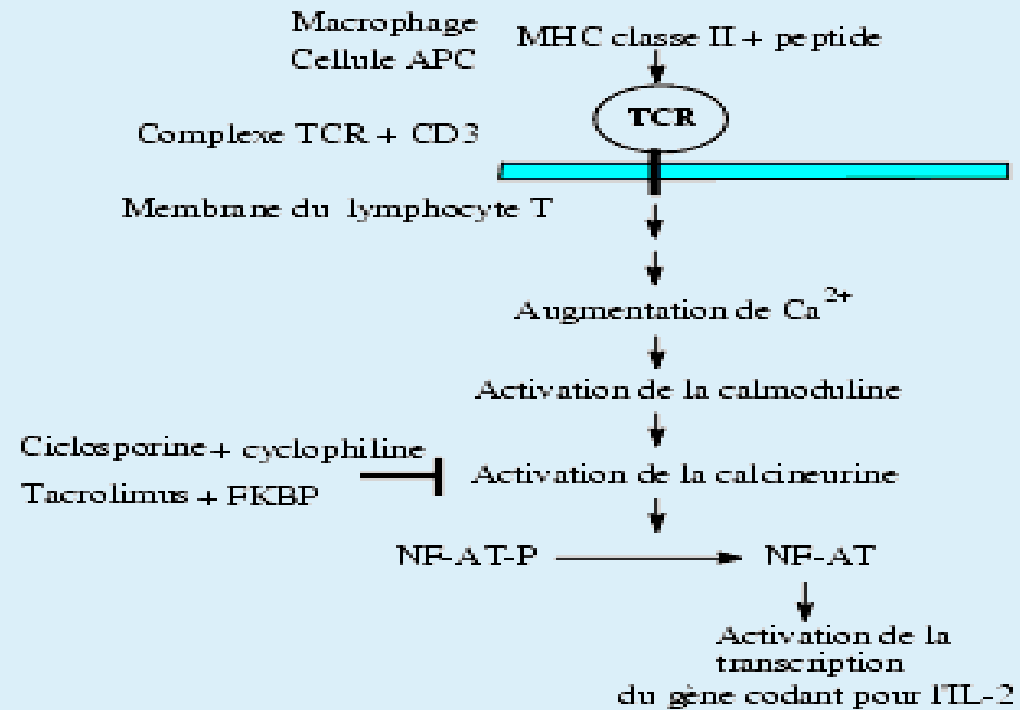 Macrophage
Cellule APC
MHC classe II + peptide
TCR
Complexe TCR + CD3
Membrane du lymphocyte T
Augmentation de Ca2+
Activation de la calmoduline
Ciclosporine + cyclophiline
Tacrolimus + FKBP
Activation de la calcineurine
NF-AT-P
NF-AT
Activation de la
transcription
du gène codant pour l'IL-2